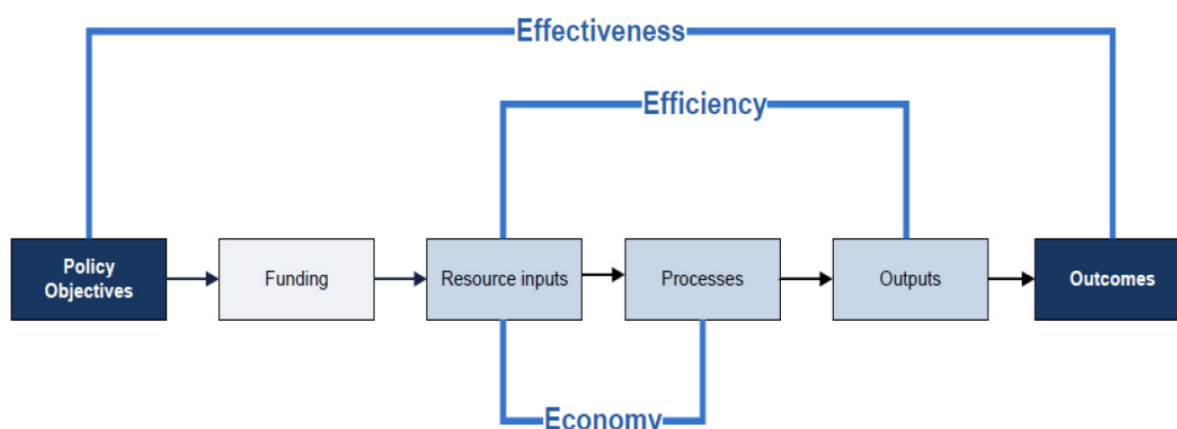 Effectiveness
Efficiency
Policy
Objectives
Funding
Resource inputs
Processes
Outputs
Outcomes
Economy